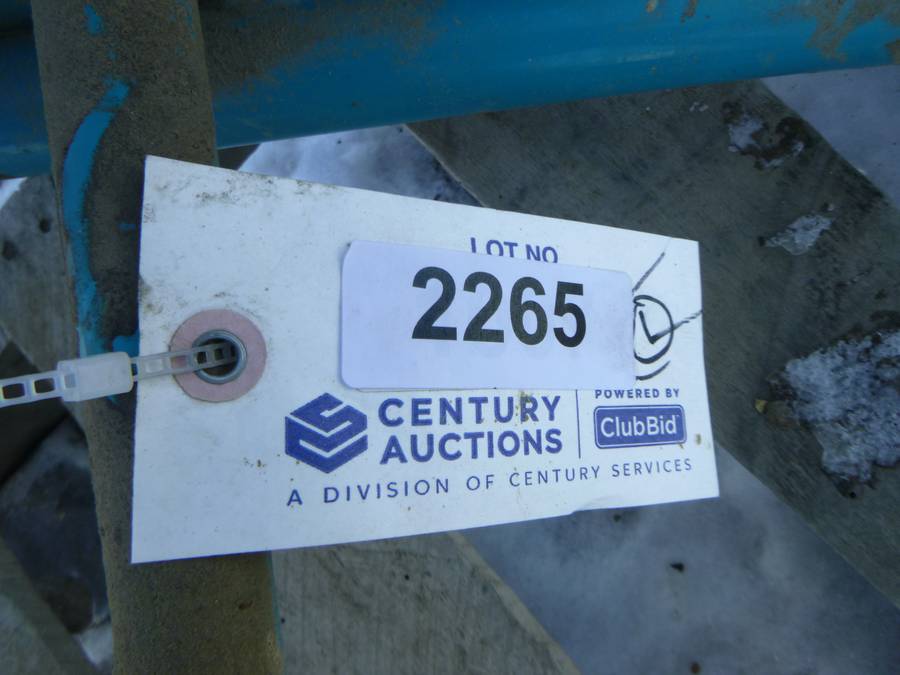 LOT NO
2265
CENTURY
AUCTIONS
POWERED BY
ClubBid
A DIVISION OF CENTURY SERVICES